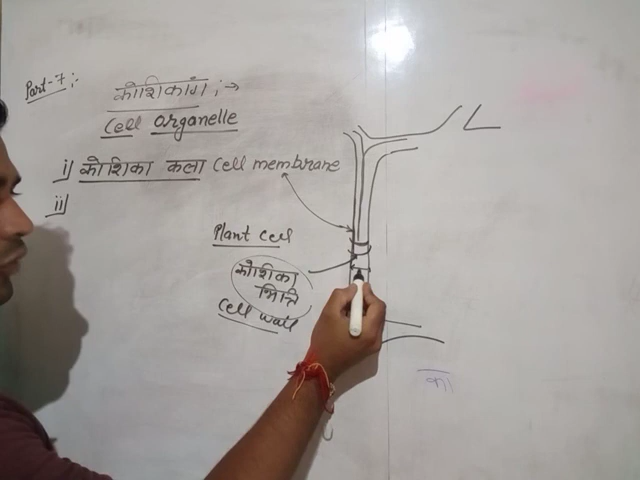 Part-7:-
कोशिकांग :→
Cell organelle
i) कोशिका कला Cell membrane
ii)
Plant cell
कोशिका
भित्ति
Cell wall
का